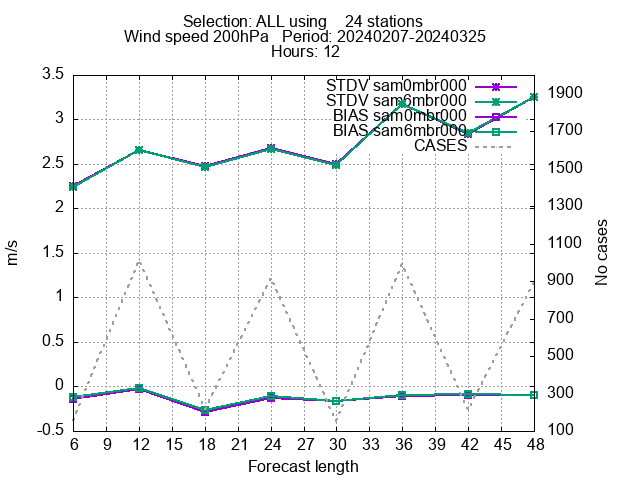 Selection: ALL using    24 stations
Wind speed 200hPa   Period: 20240207-20240325
Hours: 12
STDV sam0mbr000
STDV sam6mbr000
BIAS sam0mbr000
BIAS sam6mbr000
CASES
3.5
3
2.5
2
1.5
1
0.5
0
-0.5
m/s
1900
1700
1500
1300
1100
900
700
500
300
100
No cases
6 9 12 15 18 21 24 27 30 33 36 39 42 45 48
Forecast length